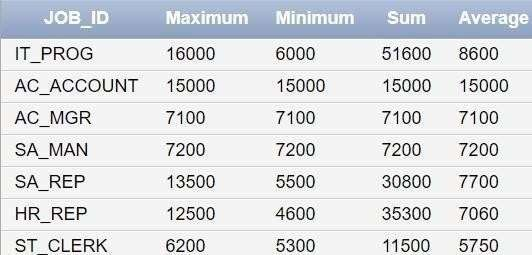 JOB_ID Maximum Minimum Sum Average
IT_PROG 16000 6000 51600 8600
AC_ACCOUNT 15000 15000 15000 15000
AC_MGR 7100 7100 7100 7100
SA_MAN 7200 7200 7200 7200
SA_REP 13500 5500 30800 7700
HR_REP 12500 4600 35300 7060
ST_CLERK 6200 5300 11500 5750